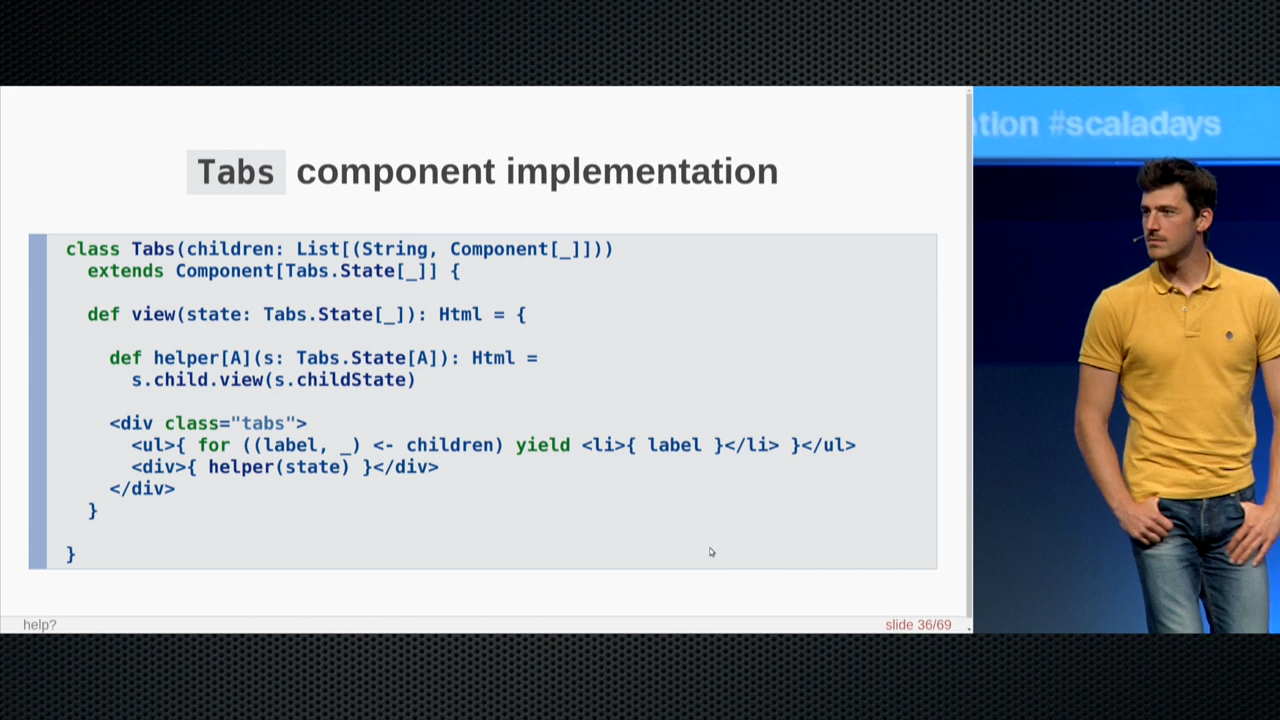 Tabs component implementation
class Tabs(children: List[(String, Component[_])])
extends Component[Tabs.State[_]] {
def view(state: Tabs.State[_]): Html = {
def helper[A](s: Tabs.State[A]): Html =
s.child.view(s.childState)
<div class="tabs">
<ul>{ for ((label, _) <- children) yield <li>{ label }</li> }</ul>
<div>{ helper(state) }</div>
</div>
}
}
help?
slide 36/69
tion #scaladays